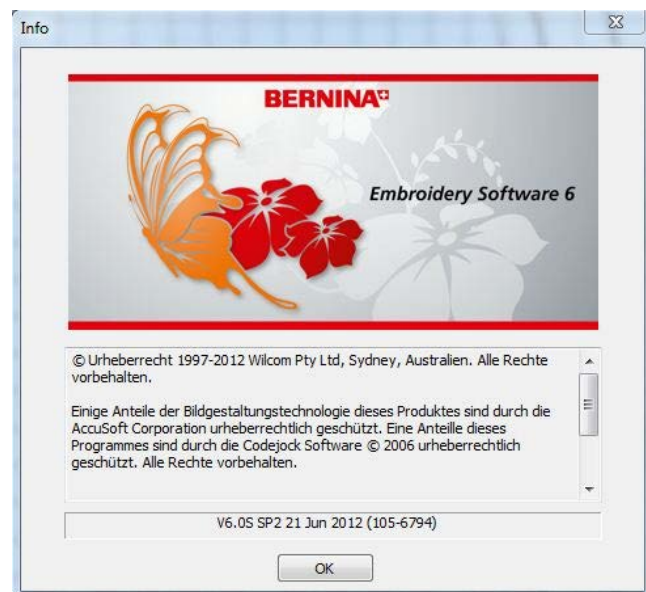 Info
BERNINA
Embroidery Software 6
© Urheberrecht 1997-2012 Wilcom Pty Ltd, Sydney, Australien. Alle Rechte
vorbehalten.
Einige Anteile der Bildgestaltungstechnologie dieses Produktes sind durch die
AccuSoft Corporation urheberrechtlich geschützt. Eine Anteille dieses
Programmes sind durch die Codejock Software © 2006 urheberrechtlich
geschützt. Alle Rechte vorbehalten.
V6.0S SP2 21 Jun 2012 (105-6794)
OK